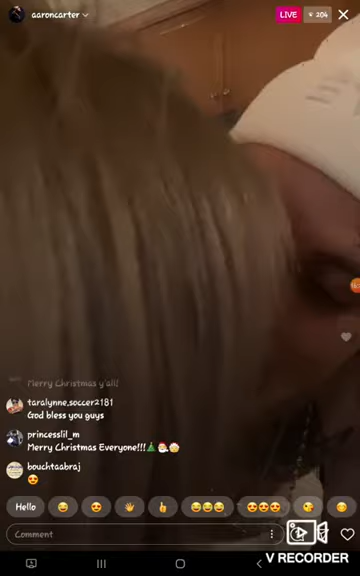 aaroncarter
LIVE
204
Merry Christmas y'all!
taralynne.soccer2181
God bless you guys
princesslil_m
Merry Christmas Everyone!!!🎄🎅🤶
bouchtaabraj
😍
Hello 😂 😍 👋 👍 😂😂😂 😍😍😍 😘 😊
Comment
V RECORDER